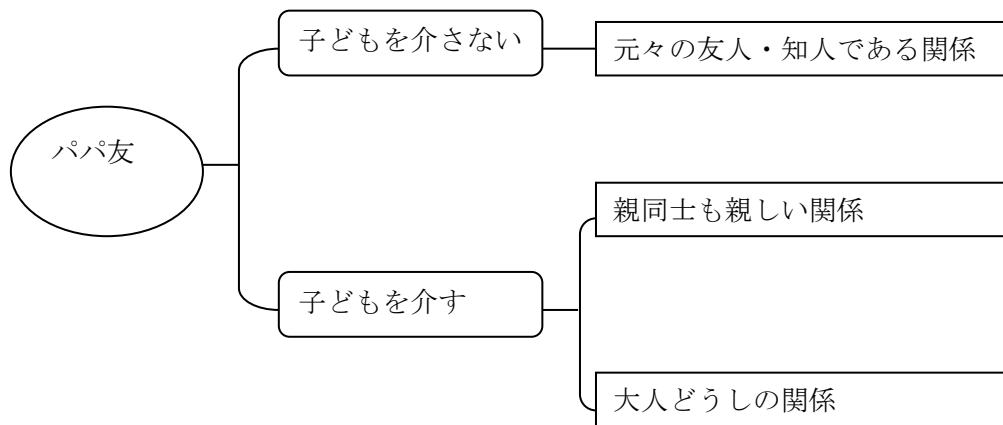 子どもを介さない
元々の友人・知人である関係
パパ友
親同士も親しい関係
子どもを介す
大人どうしの関係